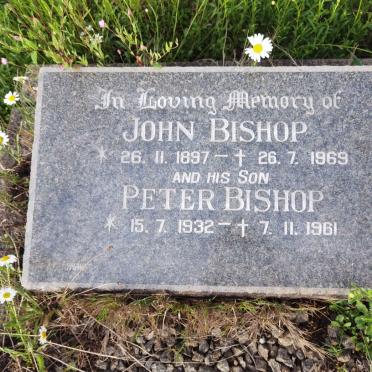 In Loving Memory of
JOHN BISHOP
* 26. 11. 1897 – † 26. 7. 1969
AND HIS SON
PETER BISHOP
* 15. 7. 1932 – † 7. 11. 1961